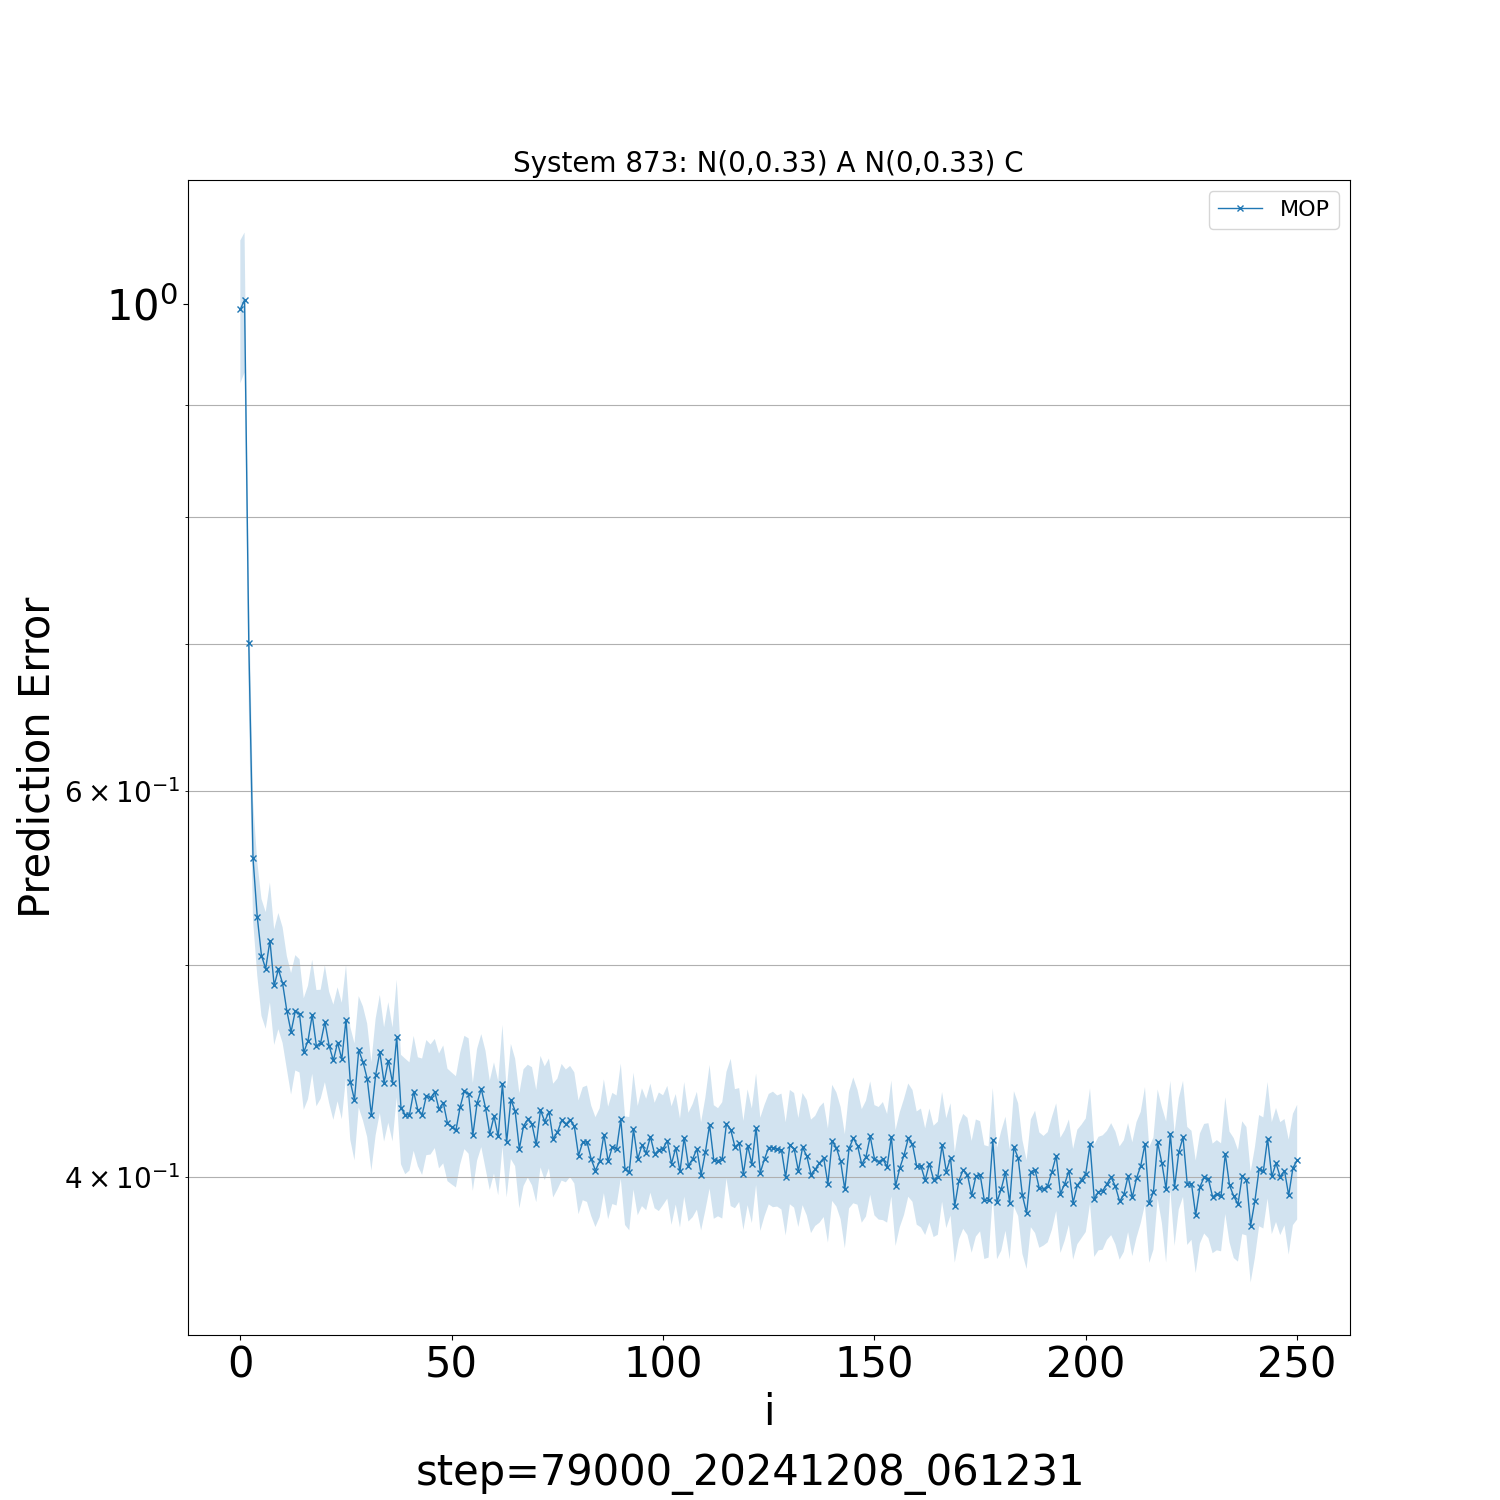 System 873: N(0,0.33) A N(0,0.33) C
MOP
10⁰
6 × 10⁻¹
4 × 10⁻¹
Prediction Error
0 50 100 150 200 250
i
step=79000_20241208_061231